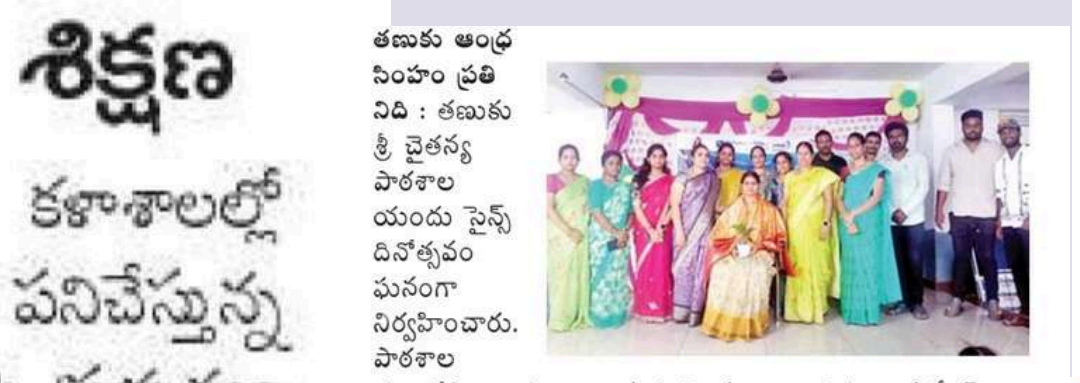 శిక్షణ
కళాశాలల్లో
పనిచేస్తున్న
తణుకు ఆంధ్ర
సింహం ప్రతి
నిది : తణుకు
శ్రీ చైతన్య
పాఠశాల
యందు సైన్స్
దినోత్సవం
ఘనంగా
నిర్వహించారు.
పాఠశాల